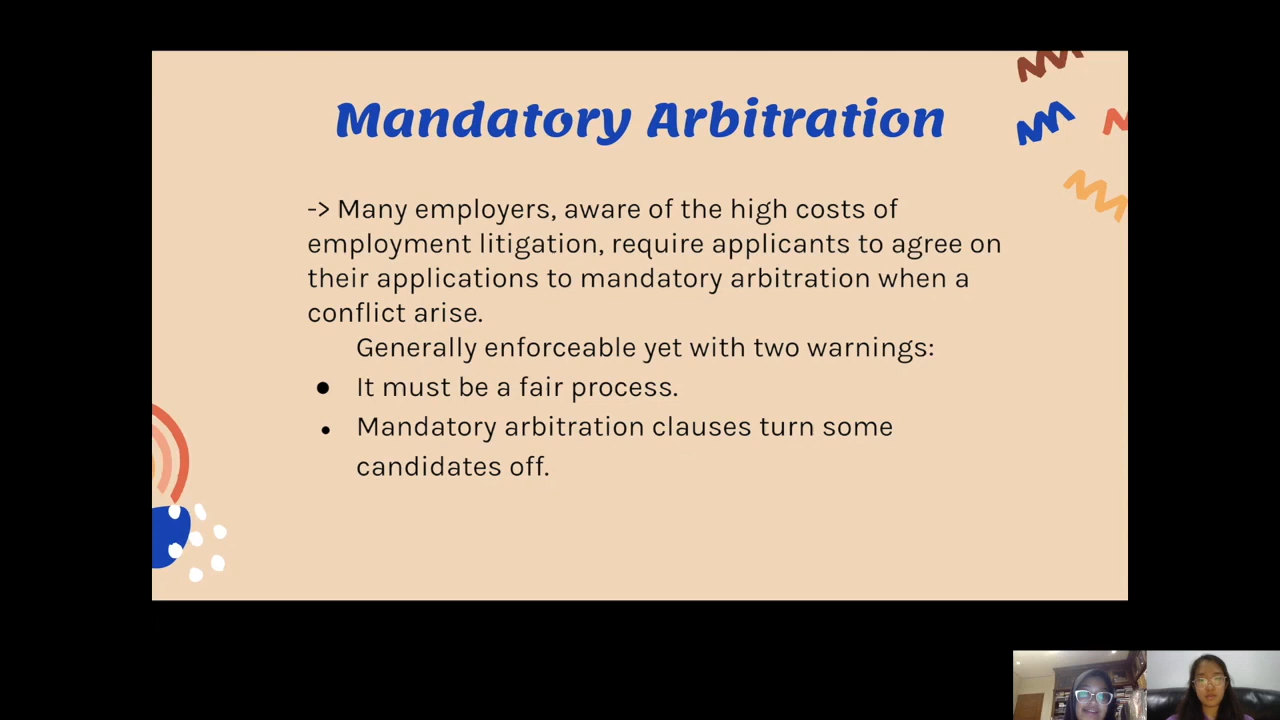 Mandatory Arbitration
-> Many employers, aware of the high costs of
employment litigation, require applicants to agree on
their applications to mandatory arbitration when a
conflict arise.
Generally enforceable yet with two warnings:
● It must be a fair process.
● Mandatory arbitration clauses turn some
candidates off.